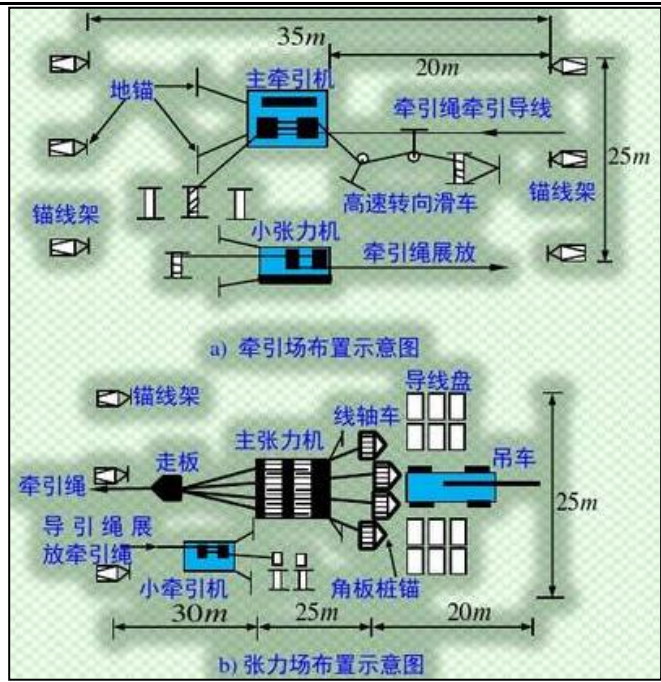 35m
20m
主牵引机
地锚
牵引绳牵引导线
25m
高速转向滑车
锚线架
锚线架
小张力机
牵引绳展放
a) 牵引场布置示意图
导线盘
锚线架
线轴车
主张力机
走板
吊车
牵引绳
25m
导引绳展
放牵引绳
小牵引机
角板桩锚
30m
25m
20m
b) 张力场布置示意图